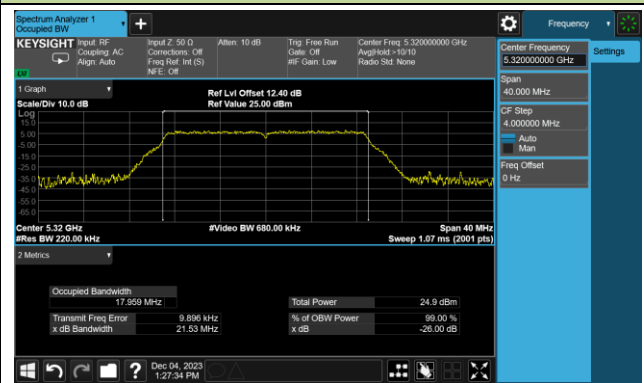 Spectrum Analyzer 1
Occupied BW
+
Frequency
KEYSIGHT
Input: RF
Coupling: AC
Align: Auto
Input Z: 50 Ω
Corrections: Off
Freq Ref: Int (S)
NFE: Off
Atten: 10 dB
Trig: Free Run
Gate: Off
#IF Gain: Low
Center Freq: 5.320000000 GHz
Avg|Hold:>10/10
Radio Std: None
Center Frequency
5.320000000 GHz
Settings
Span
40.000 MHz
CF Step
4.000000 MHz
Auto
Man
Freq Offset
0 Hz
1 Graph
Scale/Div 10.0 dB
Ref Lvl Offset 12.40 dB
Ref Value 25.00 dBm
Log
15.0
5.00
-5.00
-15.0
-25.0
-35.0
-45.0
-55.0
-65.0
Center 5.32 GHz
#Res BW 220.00 kHz
#Video BW 680.00 kHz
Span 40 MHz
Sweep 1.07 ms (2001 pts)
2 Metrics
Occupied Bandwidth
17.959 MHz
Total Power 24.9 dBm
Transmit Freq Error 9.896 kHz
% of OBW Power 99.00 %
x dB Bandwidth 21.53 MHz
x dB -26.00 dB
?
Dec 04, 2023
1:27:34 PM